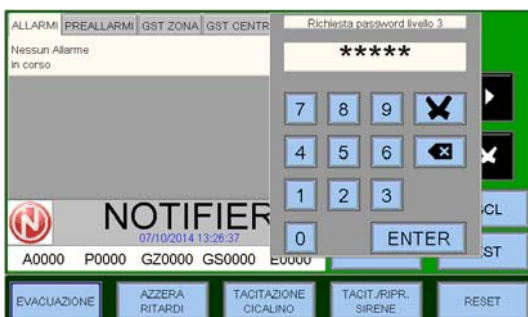 ALLARMI PREALLARMI GST ZONA GST CENTR
Nessun Allarme
in corso
Richiesta password livello 3
*****
7 8 9
4 5 6
1 2 3
0 ENTER
N
NOTIFIER
07/10/2014 13:26:37
A0000 P0000 GZ0000 GS0000 E0000
CL
ST
EVACUAZIONE
AZZERA
RITARDI
TACITAZIONE
CICALINO
TACIT./RIPR.
SIRENE
RESET